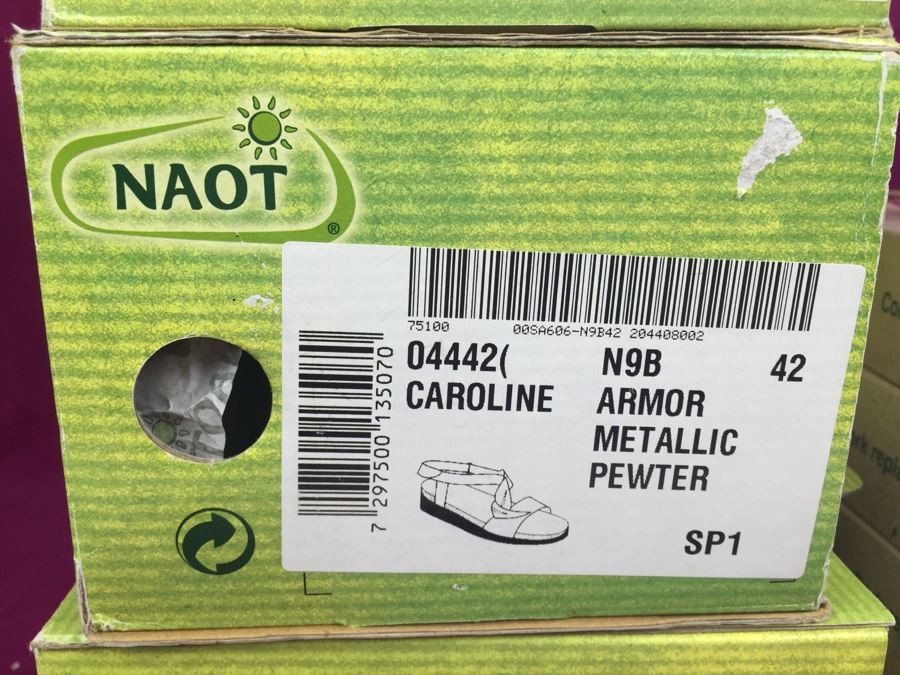 NAOT
®
75100 00SA606-N9B42 204408002
04442( N9B 42
CAROLINE ARMOR
METALLIC
PEWTER
SP1
7 297500 135070